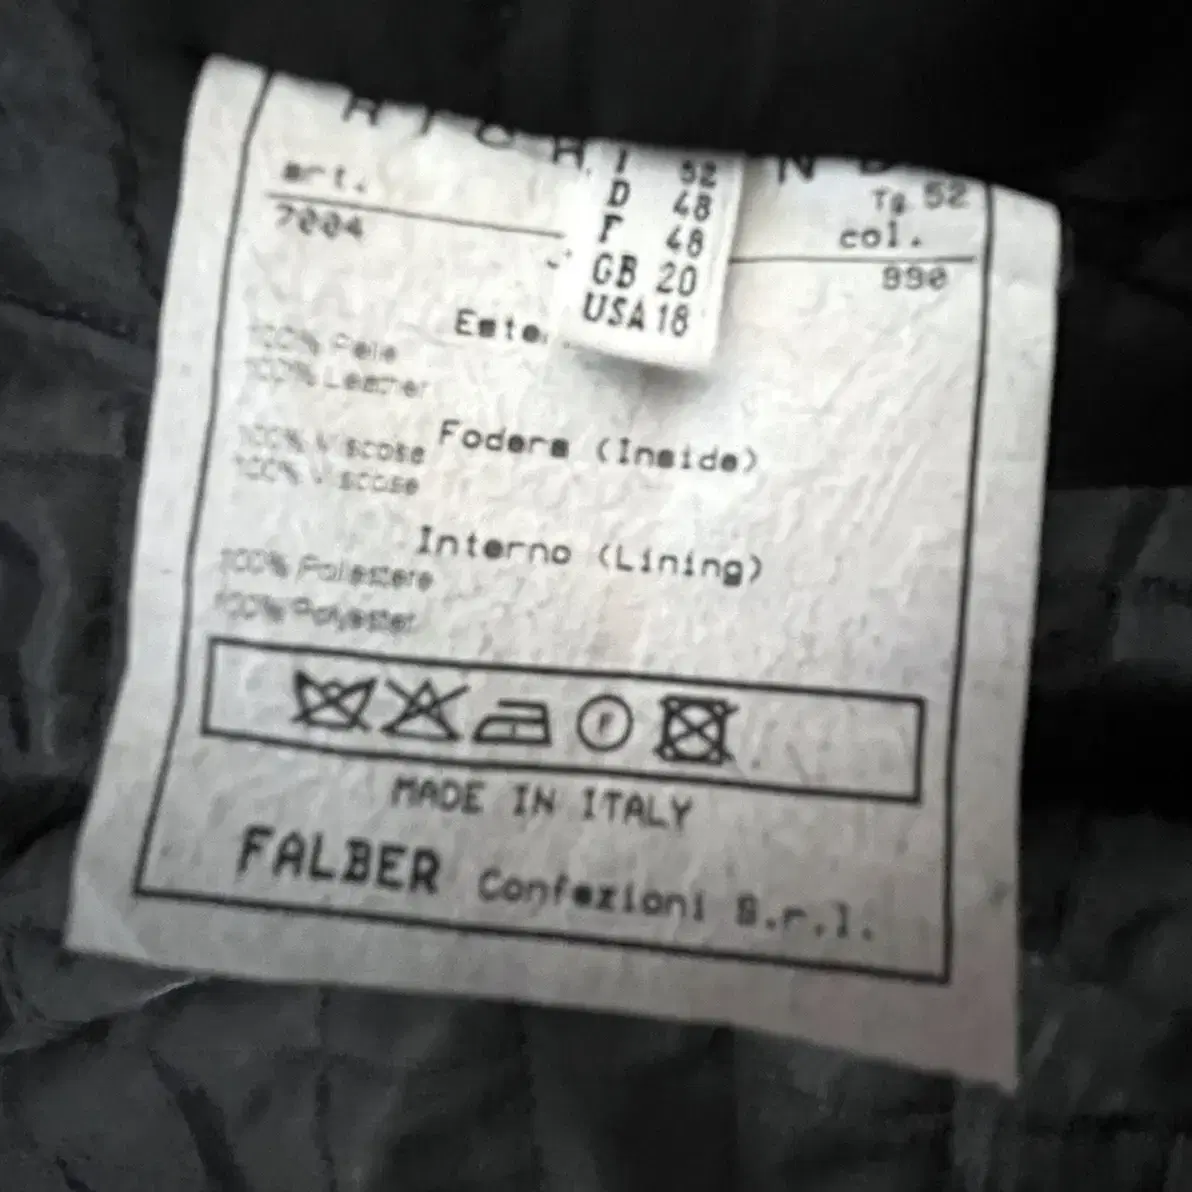 I 52
D 48
F 48
GB 20
USA 18
art.
Tg. 52
7004
col.
990
Este
100% Pelle
100% Leather
Fodera (Inside)
100% Viscose
100% Viscose
Interno (Lining)
100% Poliestere
100% Polyester
MADE IN ITALY
FALBER Confezioni S.r.l.